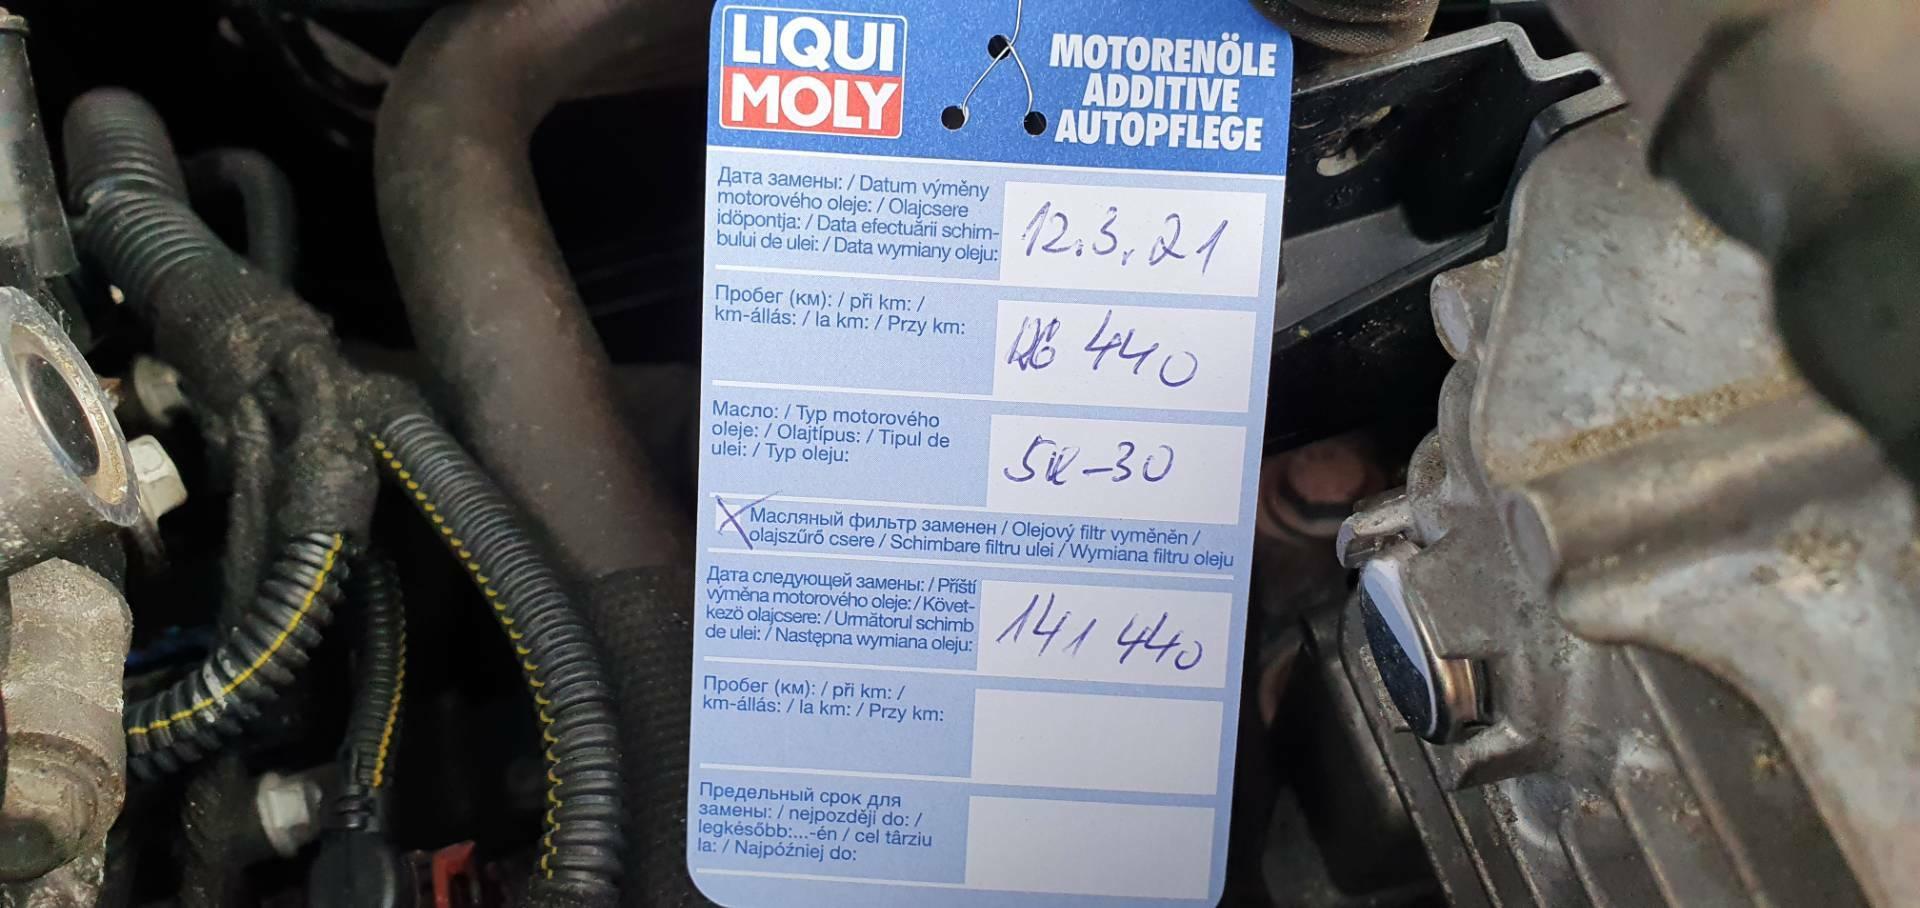 LIQUI
MOLY
MOTORENÖLE
ADDITIVE
AUTOPFLEGE
Дата замены: / Datum výměny
motorového oleje: / Olajcsere
idöpontja: / Data efectuării schim-
bului de ulei: / Data wymiany oleju:
12.3.21
Пробег (км): / při km: /
km-állás: / la km: / Przy km:
440
Масло: / Typ motorového
oleje: / Olajtípus: / Tipul de
ulei: / Typ oleju:
5W-30
Масляный фильтр заменен / Olejový filtr vyměněn /
olajszűrő csere / Schimbare filtru ulei / Wymiana filtru oleju
Дата следующей замены: / Příští
výměna motorového oleje: / Követ-
kező olajcsere: / Următorul schimb
de ulei: / Następna wymiana oleju:
141 440
Пробег (км): / při km: /
km-állás: / la km: / Przy km:
Предельный срок для
замены: / nejpozději do: /
legkésőbb:...-én / cel târziu
la: / Najpóźniej do: